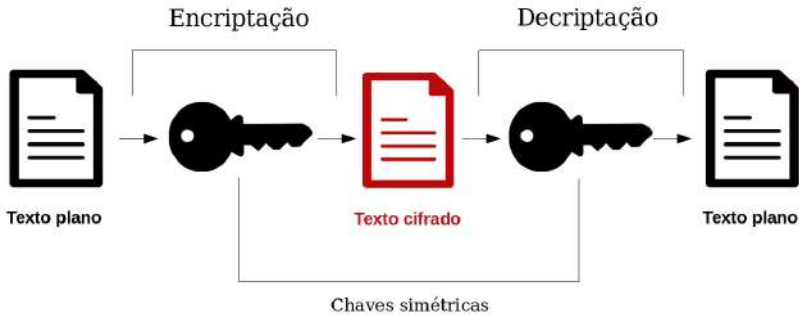 Encriptação
Decriptação
Texto plano
Texto cifrado
Texto plano
Chaves simétricas